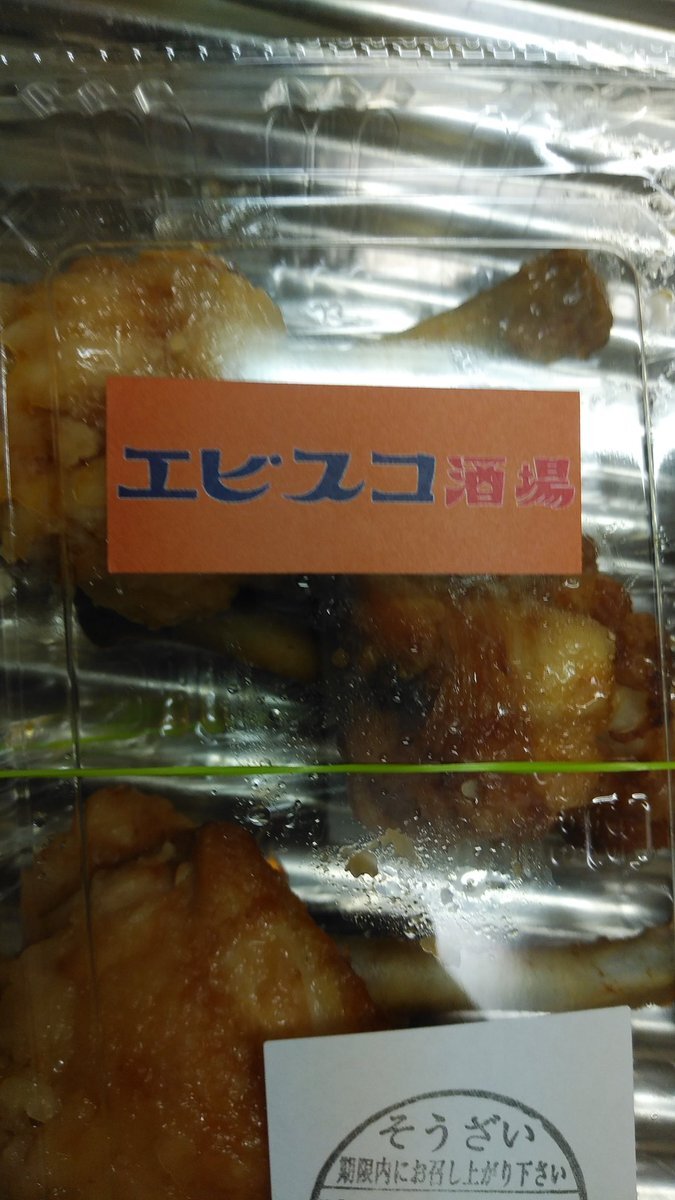 エビスコ酒場
そうざい
期限内にお召し上がり下さい